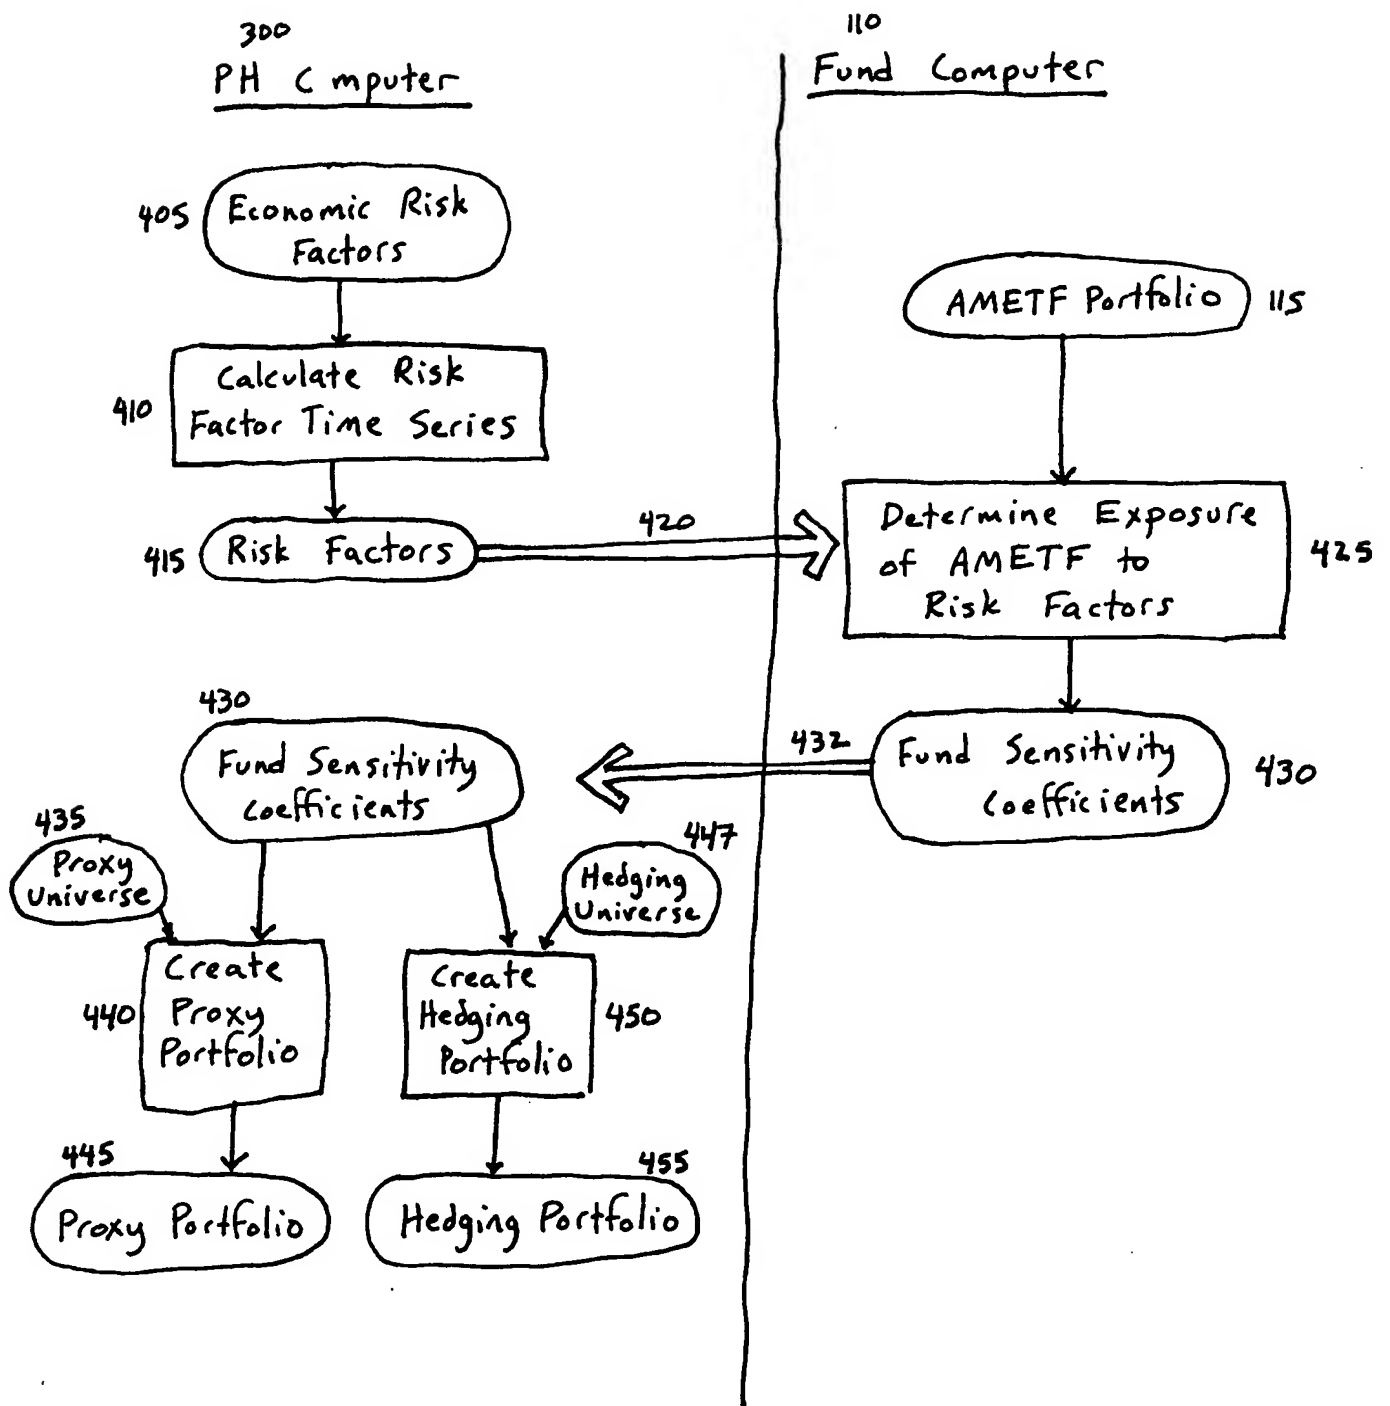 300
PH C mputer
405
Economic Risk
Factors
410
Calculate Risk
Factor Time Series
415
Risk Factors
420
110
Fund Computer
AMETF Portfolio
115
Determine Exposure
of AMETF to
Risk Factors
425
432
Fund Sensitivity
Coefficients
430
430
Fund Sensitivity
Coefficients
435
Proxy
Universe
447
Hedging
Universe
440
Create
Proxy
Portfolio
Create
Hedging
Portfolio
450
445
Proxy Portfolio
455
Hedging Portfolio